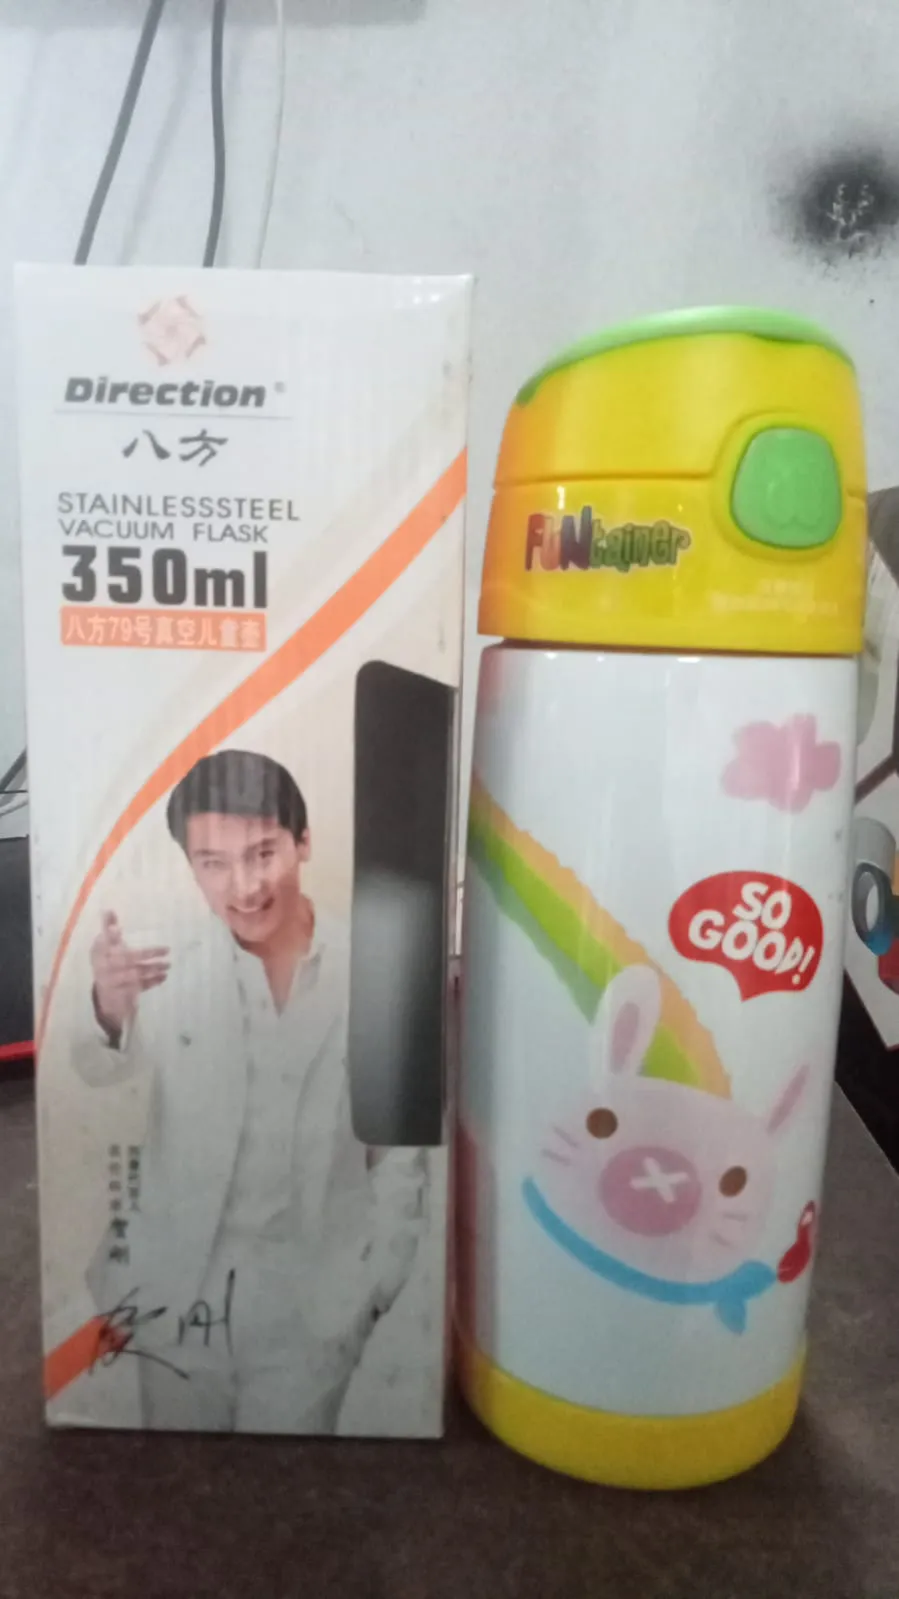 Direction®
八方
STAINLESSSTEEL
VACUUM FLASK
350ml
八方79号真空儿童壶
FUNtainer
SO
GOOD!